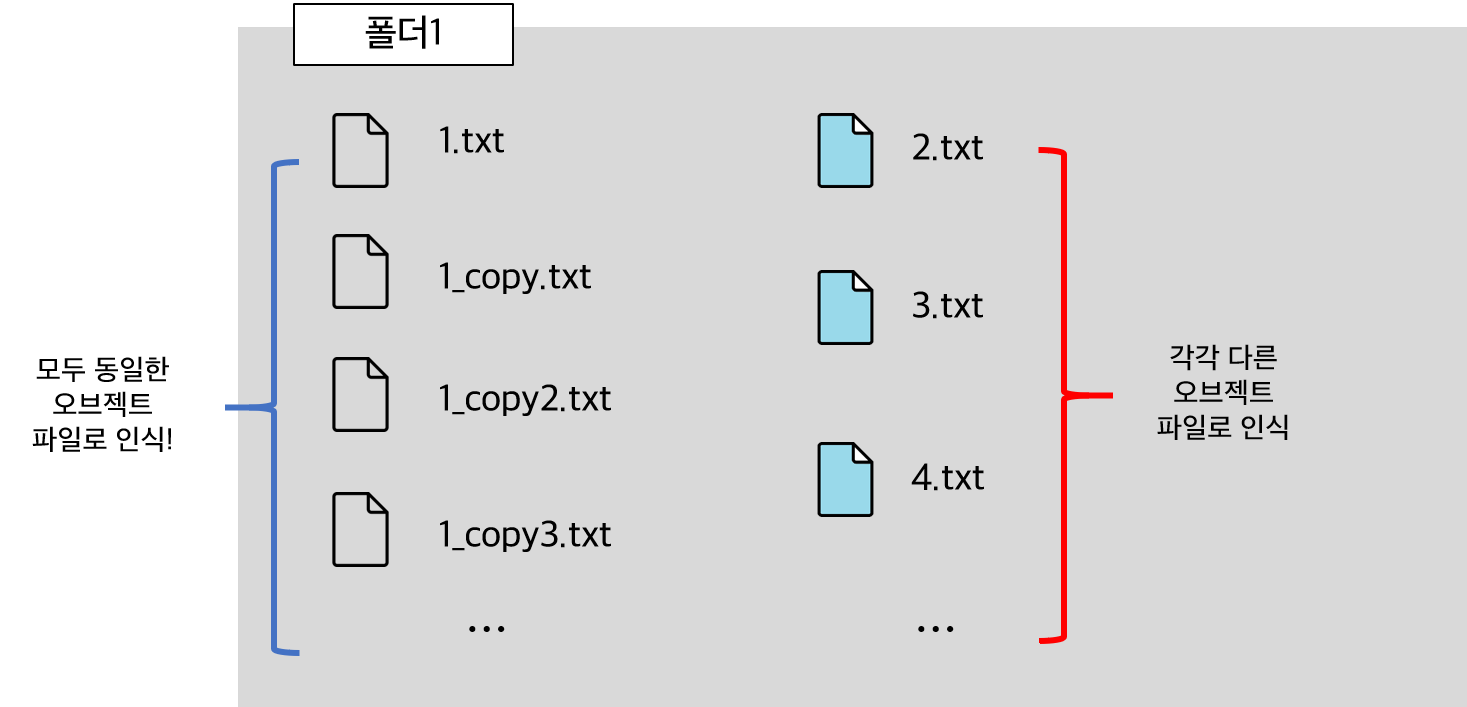 폴더1
1.txt
1_copy.txt
1_copy2.txt
1_copy3.txt
...
모두 동일한
오브젝트
파일로 인식!
2.txt
3.txt
4.txt
...
각각 다른
오브젝트
파일로 인식